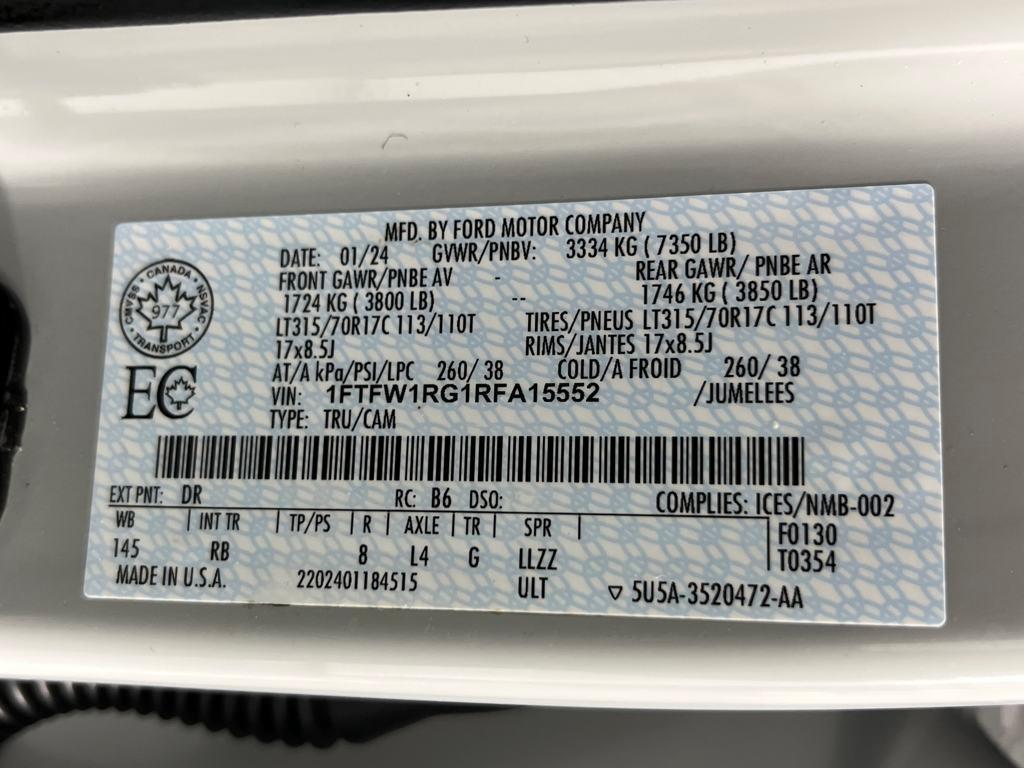 MFD. BY FORD MOTOR COMPANY
DATE: 01/24 GVWR/PNBV: 3334 KG ( 7350 LB)
FRONT GAWR/PNBE AV - REAR GAWR/ PNBE AR
1724 KG ( 3800 LB) -- 1746 KG ( 3850 LB)
LT315/70R17C 113/110T TIRES/PNEUS LT315/70R17C 113/110T
17x8.5J RIMS/JANTES 17x8.5J
AT/A kPa/PSI/LPC 260/ 38 COLD/A FROID 260/ 38
VIN: 1FTFW1RG1RFA15552 /JUMELEES
TYPE: TRU/CAM
CANADA
CMVSS · NSVAC
977
TRANSPORT
EC
EXT PNT: DR RC: B6 DSO: COMPLIES: ICES/NMB-002
WB | INT TR | TP/PS | R | AXLE | TR | SPR | F0130
145 RB 8 L4 G LLZZ T0354
MADE IN U.S.A. 2202401184515 ULT ▽ 5U5A-3520472-AA